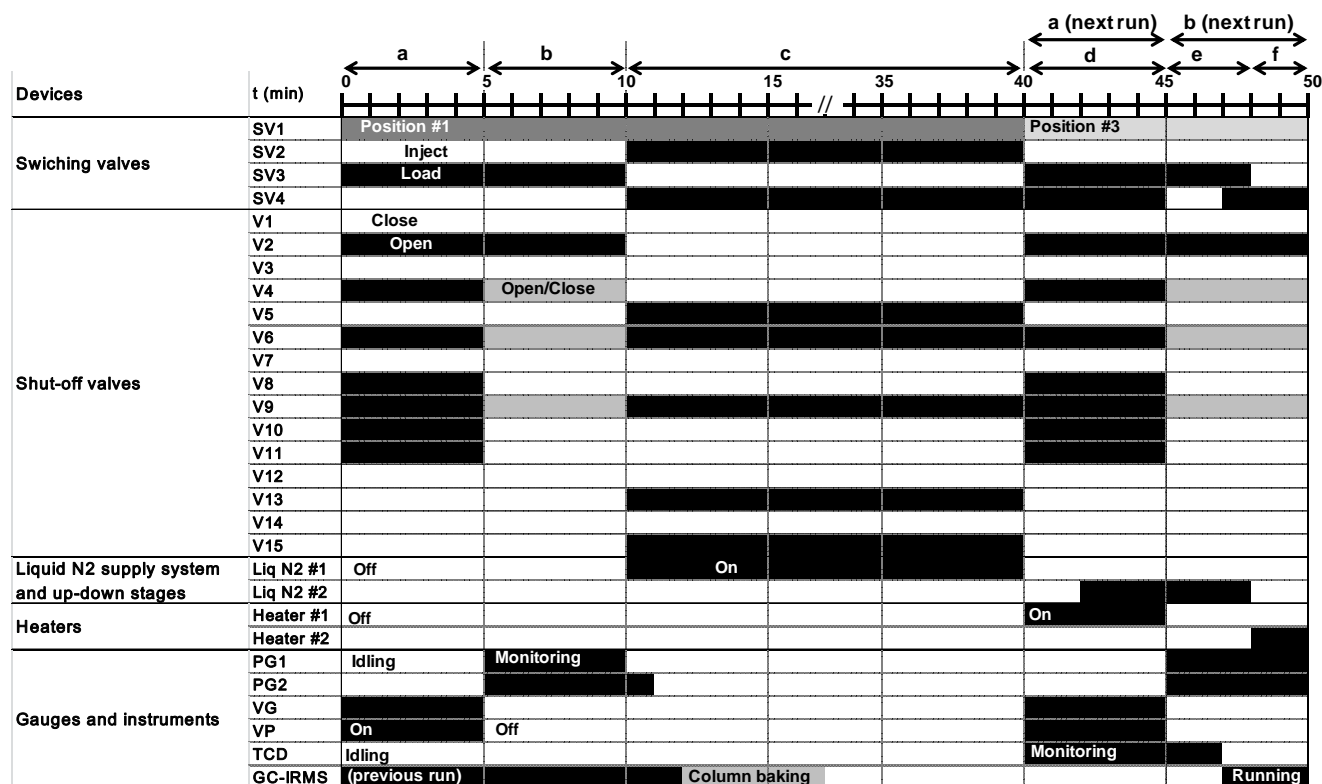 a (next run) b (next run)
a b c d e f
Devices t (min) 0 5 10 15 // 35 40 45 50
Swiching valves
SV1 Position #1 Position #3
SV2 Inject
SV3 Load
SV4
Shut-off valves
V1 Close
V2 Open
V3
V4 Open/Close
V5
V6
V7
V8
V9
V10
V11
V12
V13
V14
V15
Liquid N2 supply system
and up-down stages
Liq N2 #1 Off On
Liq N2 #2
Heaters
Heater #1 Off On
Heater #2
Gauges and instruments
PG1 Idling Monitoring
PG2
VG
VP On Off
TCD Idling Monitoring
GC-IRMS (previous run) Column baking Running